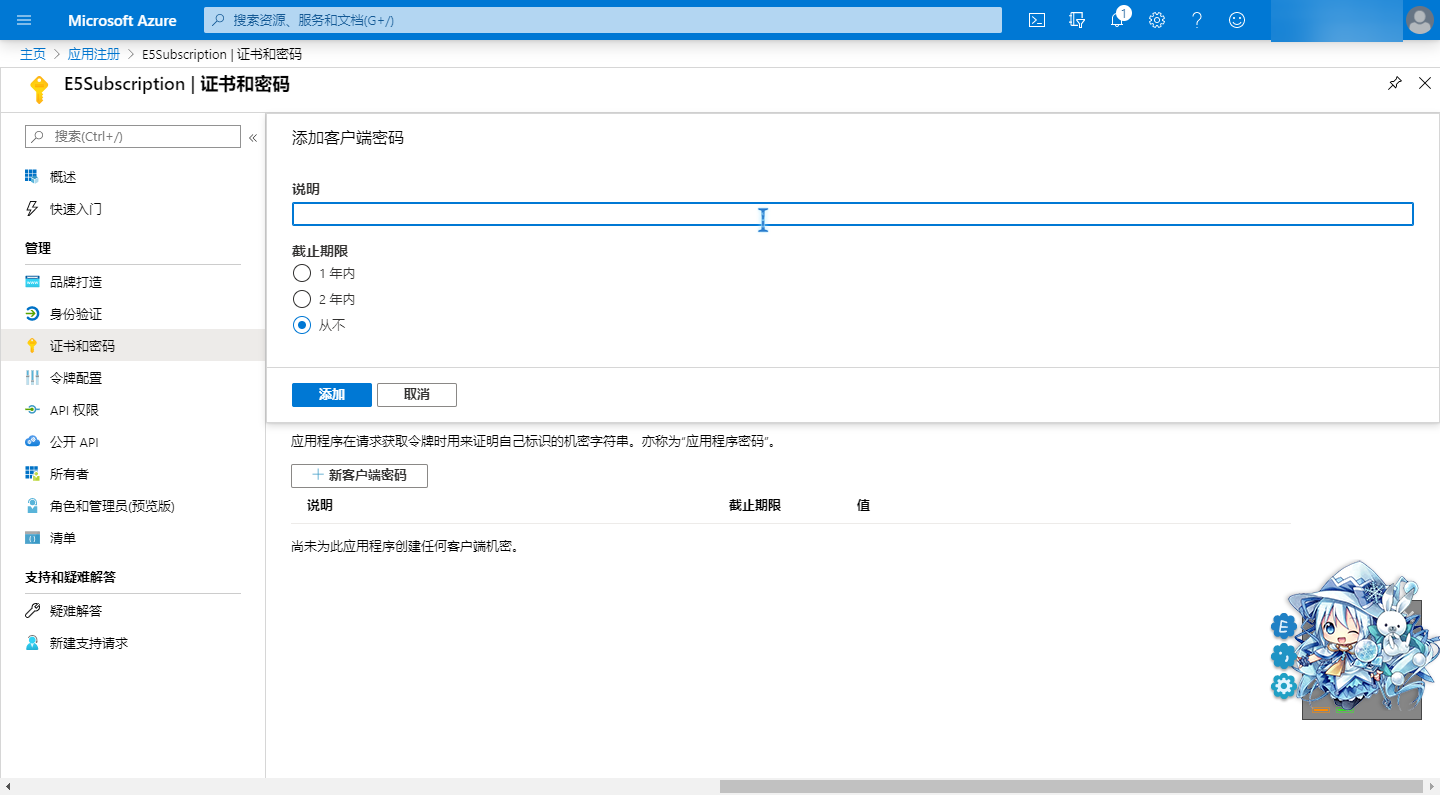 Microsoft Azure
搜索资源、服务和文档(G+/)
1
主页 > 应用注册 > E5Subscription | 证书和密码
E5Subscription | 证书和密码
搜索(Ctrl+/)
«
概述
快速入门
管理
品牌打造
身份验证
证书和密码
令牌配置
API 权限
公开 API
所有者
角色和管理员(预览版)
清单
支持和疑难解答
疑难解答
新建支持请求
添加客户端密码
说明
截止期限
1 年内
2 年内
从不
添加
取消
应用程序在请求获取令牌时用来证明自己标识的机密字符串。亦称为“应用程序密码”。
新客户端密码
说明 截止期限 值
尚未为此应用程序创建任何客户端机密。
E